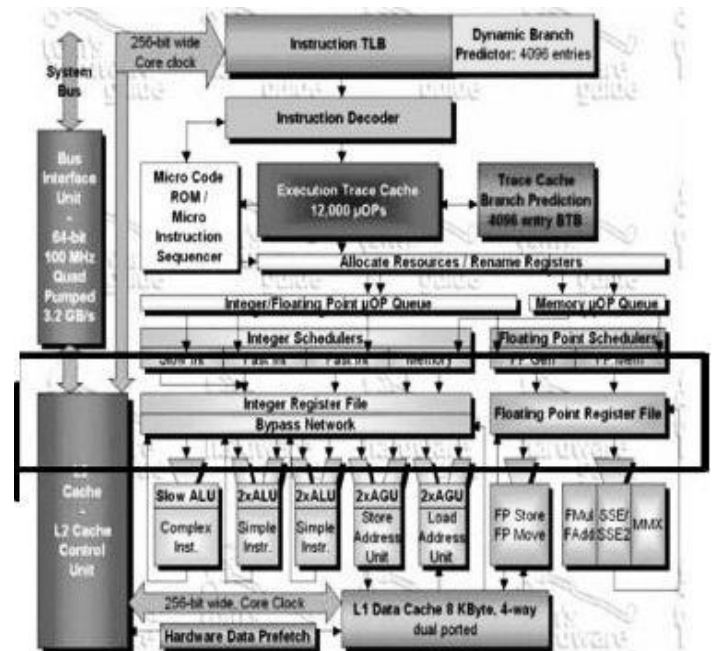 256-bit wide
Core clock
Instruction TLB
Dynamic Branch
Predictor: 4096 entries
System
Bus
Instruction Decoder
Bus
Interface
Unit
-
64-bit
100 MHz
Quad
Pumped
3.2 GB/s
Micro Code
ROM /
Micro
Instruction
Sequencer
Execution Trace Cache
12,000 µOPs
Trace Cache
Branch Prediction
4096 entry BTB
Allocate Resources / Rename Registers
Integer/Floating Point µOP Queue
Memory µOP Queue
Integer Schedulers
Floating Point Schedulers
Slow Int
Fast Int
Fast Int
Memory
FP Gen
FP Mem
Integer Register File
Bypass Network
Floating Point Register File
Cache
-
L2 Cache
Control
Unit
Slow ALU
Complex
Inst.
2xALU
Simple
Instr.
2xALU
Simple
Instr.
2xAGU
Store
Address
Unit
2xAGU
Load
Address
Unit
FP Store
FP Move
FMul
FAdd
SSE/
SSE2
MMX
256-bit wide, Core Clock
Hardware Data Prefetch
L1 Data Cache 8 KByte, 4-way
dual ported